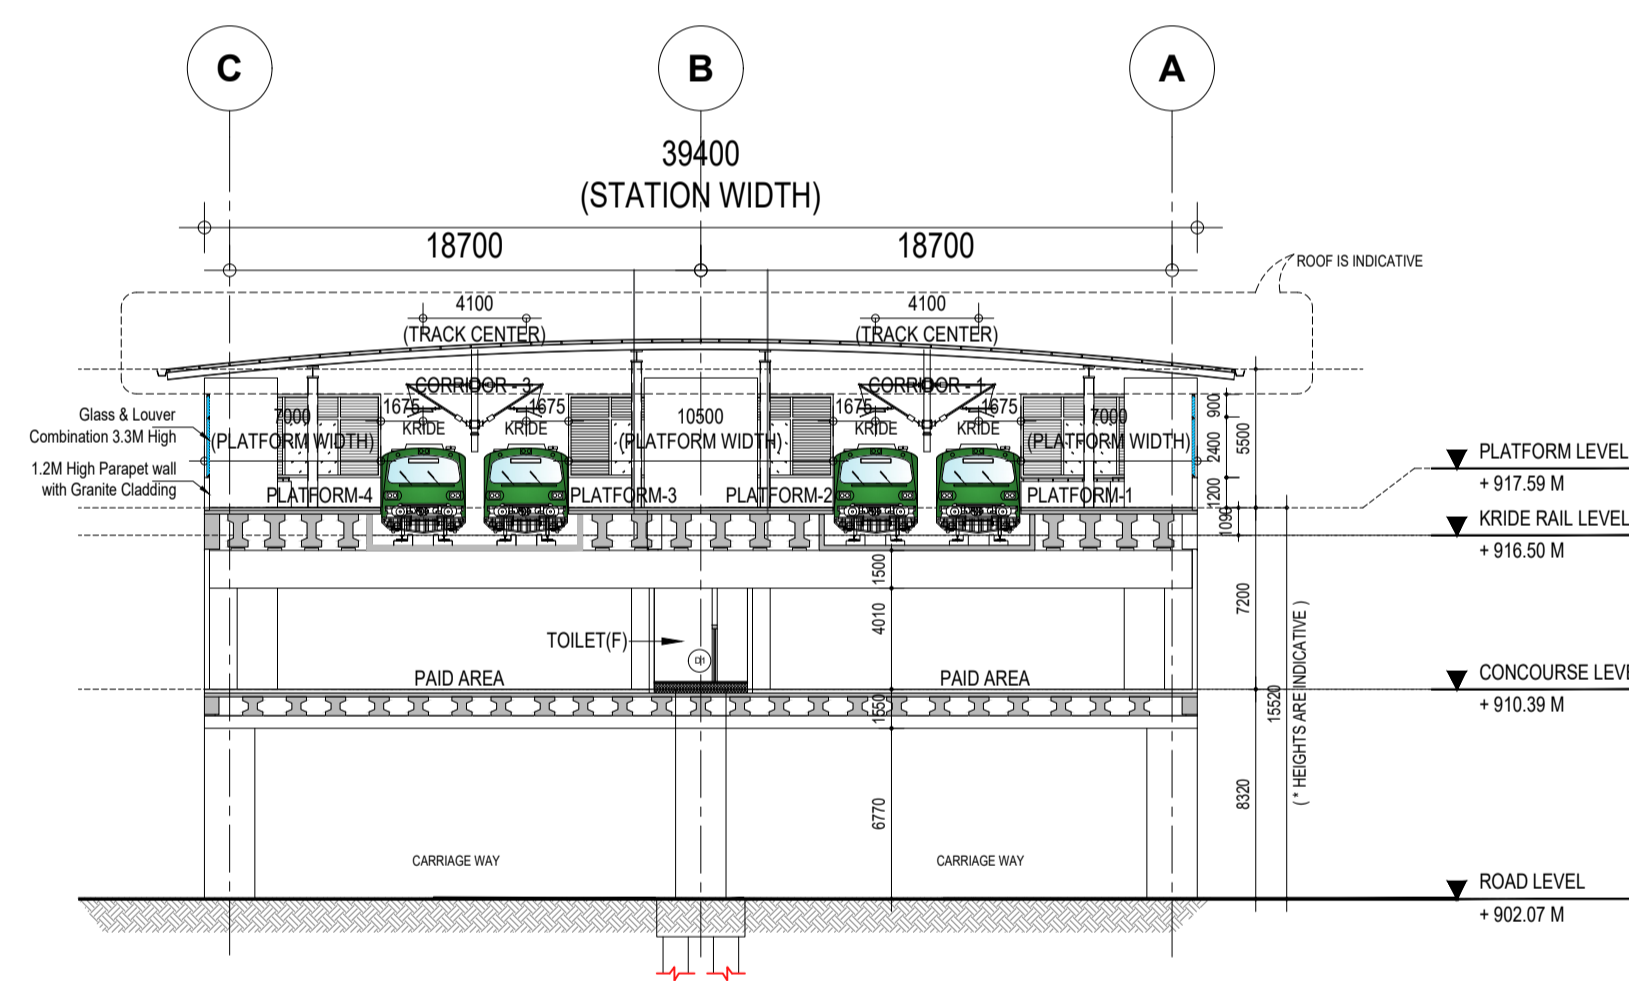 C
B
A
39400
(STATION WIDTH)
18700
18700
ROOF IS INDICATIVE
4100
(TRACK CENTER)
4100
(TRACK CENTER)
CORRIDOR - 3
CORRIDOR - 1
900
Glass & Louver
Combination 3.3M High
7000
(PLATFORM WIDTH)
1675
1675
KRIDE
KRIDE
10500
(PLATFORM WIDTH)
1675
1675
KRIDE
KRIDE
7000
(PLATFORM WIDTH)
2400
5500
PLATFORM LEVEL
+ 917.59 M
1.2M High Parapet wall
with Granite Cladding
PLATFORM-4
PLATFORM-3
PLATFORM-2
PLATFORM-1
1200
1090
KRIDE RAIL LEVEL
+ 916.50 M
1500
4010
7200
TOILET(F)
D1
PAID AREA
PAID AREA
CONCOURSE LEVE
+ 910.39 M
1550
15520
( * HEIGHTS ARE INDICATIVE )
6770
8320
CARRIAGE WAY
CARRIAGE WAY
ROAD LEVEL
+ 902.07 M